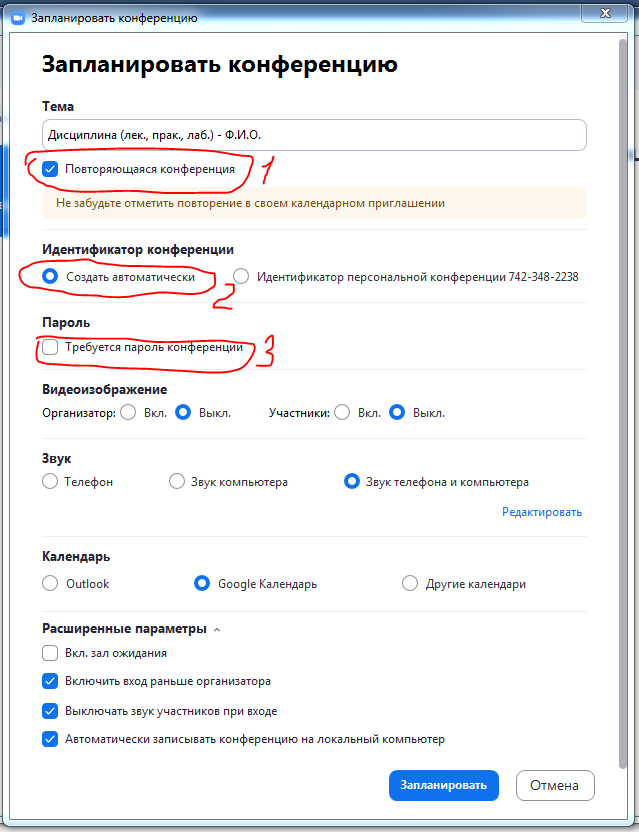 Запланировать конференцию
Запланировать конференцию
Тема
Дисциплина (лек., прак., лаб.) - Ф.И.О.
Повторяющаяся конференция 1
Не забудьте отметить повторение в своем календарном приглашении
Идентификатор конференции
Создать автоматически Идентификатор персональной конференции 742-348-2238
2
Пароль
Требуется пароль конференции 3
Видеоизображение
Организатор: Вкл. Выкл. Участники: Вкл. Выкл.
Звук
Телефон Звук компьютера Звук телефона и компьютера
Редактировать
Календарь
Outlook Google Календарь Другие календари
Расширенные параметры
Вкл. зал ожидания
Включить вход раньше организатора
Выключать звук участников при входе
Автоматически записывать конференцию на локальный компьютер
Запланировать Отмена